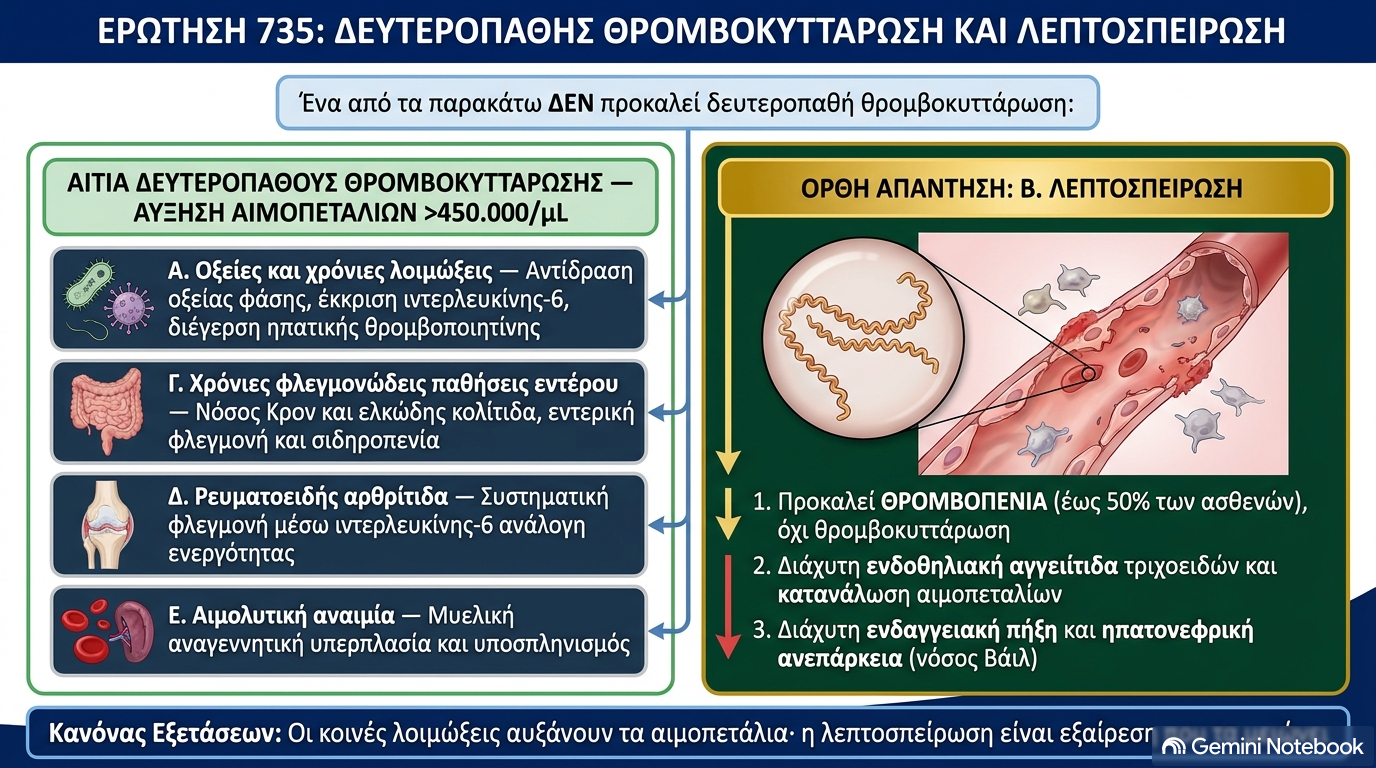 ΕΡΩΤΗΣΗ 735: ΔΕΥΤΕΡΟΠΑΘΗΣ ΘΡΟΜΒΟΚΥΤΤΑΡΩΣΗ ΚΑΙ ΛΕΠΤΟΣΠΕΙΡΩΣΗ
Ένα από τα παρακάτω ΔΕΝ προκαλεί δευτεροπαθή θρομβοκυττάρωση:
ΑΙΤΙΑ ΔΕΥΤΕΡΟΠΑΘΟΥΣ ΘΡΟΜΒΟΚΥΤΤΑΡΩΣΗΣ —
ΑΥΞΗΣΗ ΑΙΜΟΠΕΤΑΛΙΩΝ >450.000/μL
Α. Οξείες και χρόνιες λοιμώξεις — Αντίδραση
οξείας φάσης, έκκριση ιντερλευκίνης-6,
διέγερση ηπατικής θρομβοποιητίνης
Γ. Χρόνιες φλεγμονώδεις παθήσεις εντέρου
— Νόσος Κρον και ελκώδης κολίτιδα, εντερική
φλεγμονή και σιδηροπενία
Δ. Ρευματοειδής αρθρίτιδα — Συστηματική
φλεγμονή μέσω ιντερλευκίνης-6 ανάλογη
ενεργότητας
Ε. Αιμολυτική αναιμία — Μυελική
αναγεννητική υπερπλασία και υποσπληνισμός
ΟΡΘΗ ΑΠΑΝΤΗΣΗ: Β. ΛΕΠΤΟΣΠΕΙΡΩΣΗ
1. Προκαλεί ΘΡΟΜΒΟΠΕΝΙΑ (έως 50% των ασθενών),
όχι θρομβοκυττάρωση
2. Διάχυτη ενδοθηλιακή αγγειίτιδα τριχοειδών και
κατανάλωση αιμοπεταλίων
3. Διάχυτη ενδαγγειακή πήξη και ηπατονεφρική
ανεπάρκεια (νόσος Βάιλ)
Κανόνας Εξετάσεων: Οι κοινές λοιμώξεις αυξάνουν τα αιμοπετάλια· η λεπτοσπείρωση είναι εξαίρεση
Gemini Notebook